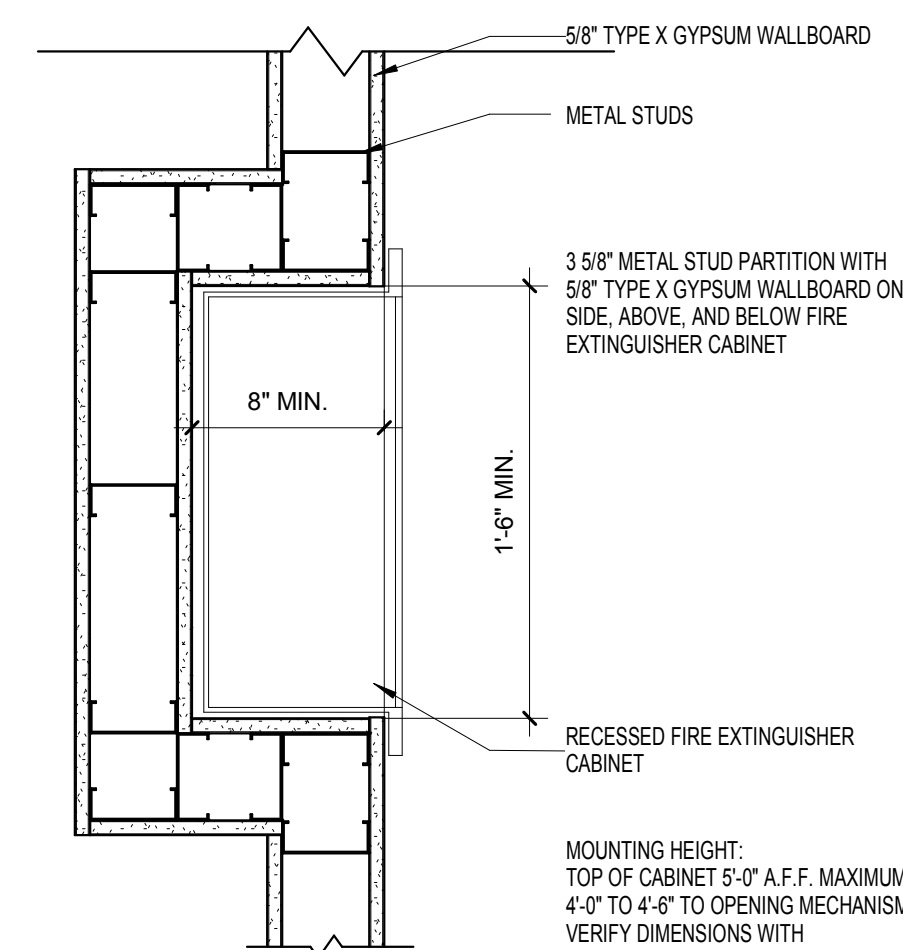 5/8" TYPE X GYPSUM WALLBOARD
METAL STUDS
3 5/8" METAL STUD PARTITION WITH
5/8" TYPE X GYPSUM WALLBOARD ON
SIDE, ABOVE, AND BELOW FIRE
EXTINGUISHER CABINET
8" MIN.
1'-6" MIN.
RECESSED FIRE EXTINGUISHER
CABINET
MOUNTING HEIGHT:
TOP OF CABINET 5'-0" A.F.F. MAXIMUM
4'-0" TO 4'-6" TO OPENING MECHANISM
VERIFY DIMENSIONS WITH